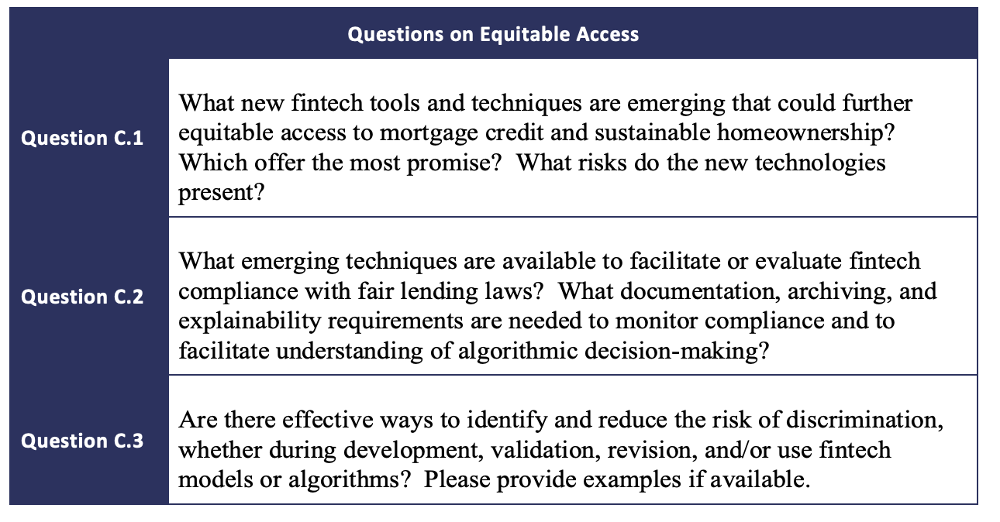 Questions on Equitable Access
Question C.1
What new fintech tools and techniques are emerging that could further
equitable access to mortgage credit and sustainable homeownership?
Which offer the most promise?  What risks do the new technologies
present?
Question C.2
What emerging techniques are available to facilitate or evaluate fintech
compliance with fair lending laws?  What documentation, archiving, and
explainability requirements are needed to monitor compliance and to
facilitate understanding of algorithmic decision-making?
Question C.3
Are there effective ways to identify and reduce the risk of discrimination,
whether during development, validation, revision, and/or use fintech
models or algorithms?  Please provide examples if available.